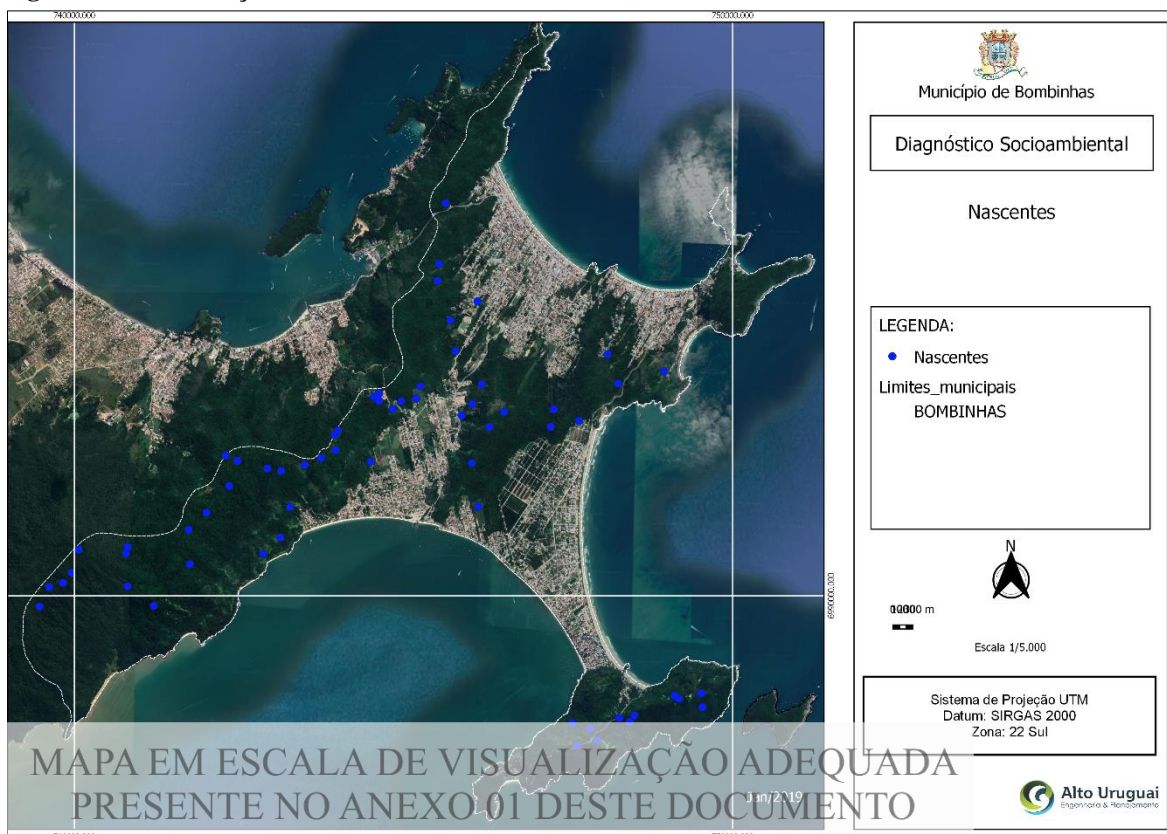 740000.000
750000.000
6990000.000
Município de Bombinhas
Diagnóstico Socioambiental
Nascentes
LEGENDA:
Nascentes
Limites_municipais
BOMBINHAS
N
Escala 1/5.000
Sistema de Projeção UTM
Datum: SIRGAS 2000
Zona: 22 Sul
MAPA EM ESCALA DE VISUALIZAÇÃO ADEQUADA
PRESENTE NO ANEXO 01 DESTE DOCUMENTO
Jan/2019
Alto Uruguai
Engenharia & Planejamento